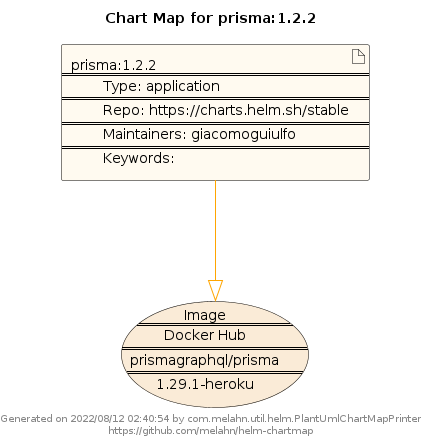 Chart Map for prisma:1.2.2
prisma:1.2.2
Type: application
Repo: https://charts.helm.sh/stable
Maintainers: giacomoguiulfo
Keywords:
Image
Docker Hub
prismagraphql/prisma
1.29.1-heroku
Generated on 2022/08/12 02:40:54 by com.melahn.util.helm.PlantUmlChartMapPrinter
https://github.com/melahn/helm-chartmap